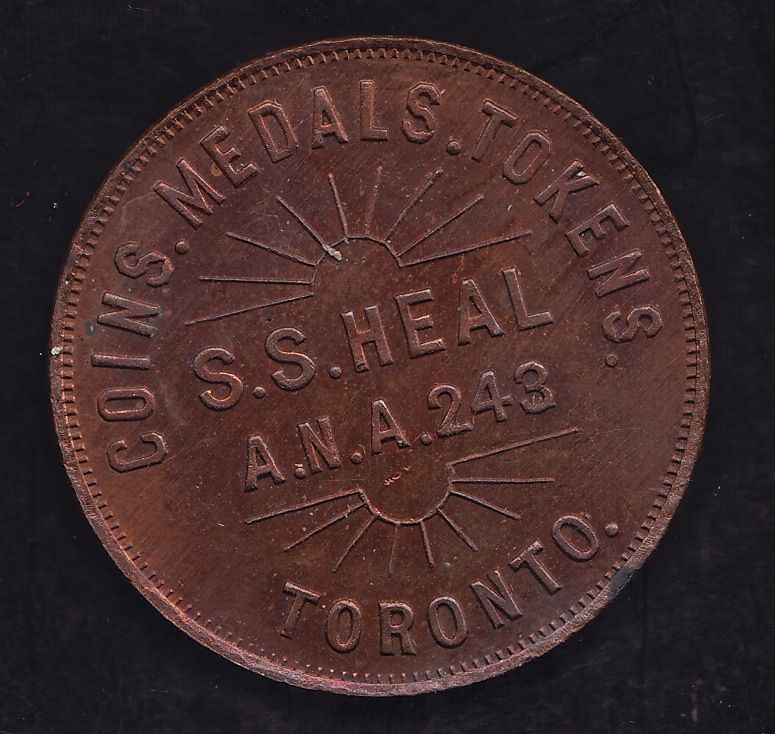 COINS. MEDALS. TOKENS.
S.S. HEAL
A.N.A. 243
TORONTO.